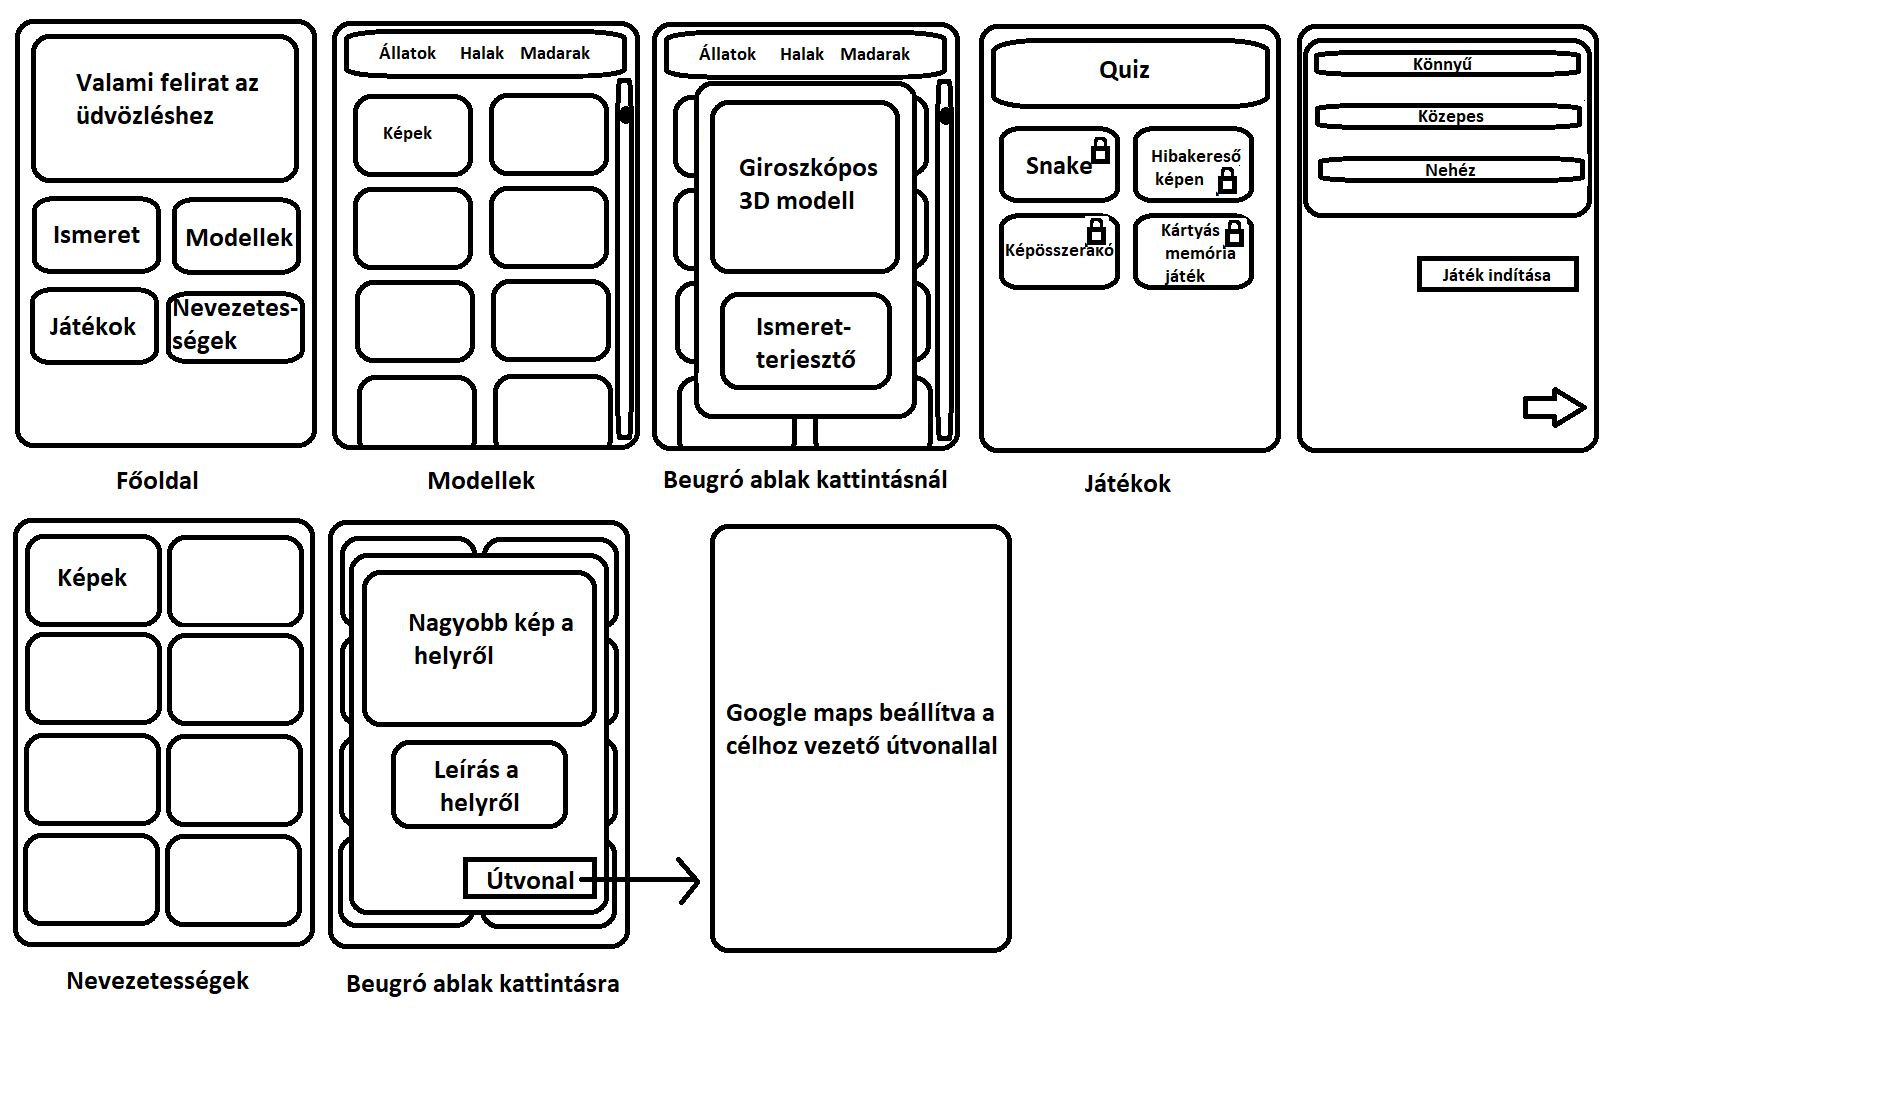 Valami felirat az
üdvözléshez
Ismeret
Modellek
Játékok
Nevezetes-
ségek
Főoldal
Állatok Halak Madarak
Képek
Modellek
Állatok Halak Madarak
Giroszkópos
3D modell
Ismeret-
terjesztő
Beugró ablak kattintásnál
Quiz
Snake
Hibakereső
képen
Képösszerakó
Kártyás
memória
játék
Játékok
Könnyű
Közepes
Nehéz
Játék indítása
Képek
Nevezetességek
Nagyobb kép a
helyről
Leírás a
helyről
Útvonal
Beugró ablak kattintásra
Google maps beállítva a
célhoz vezető útvonallal